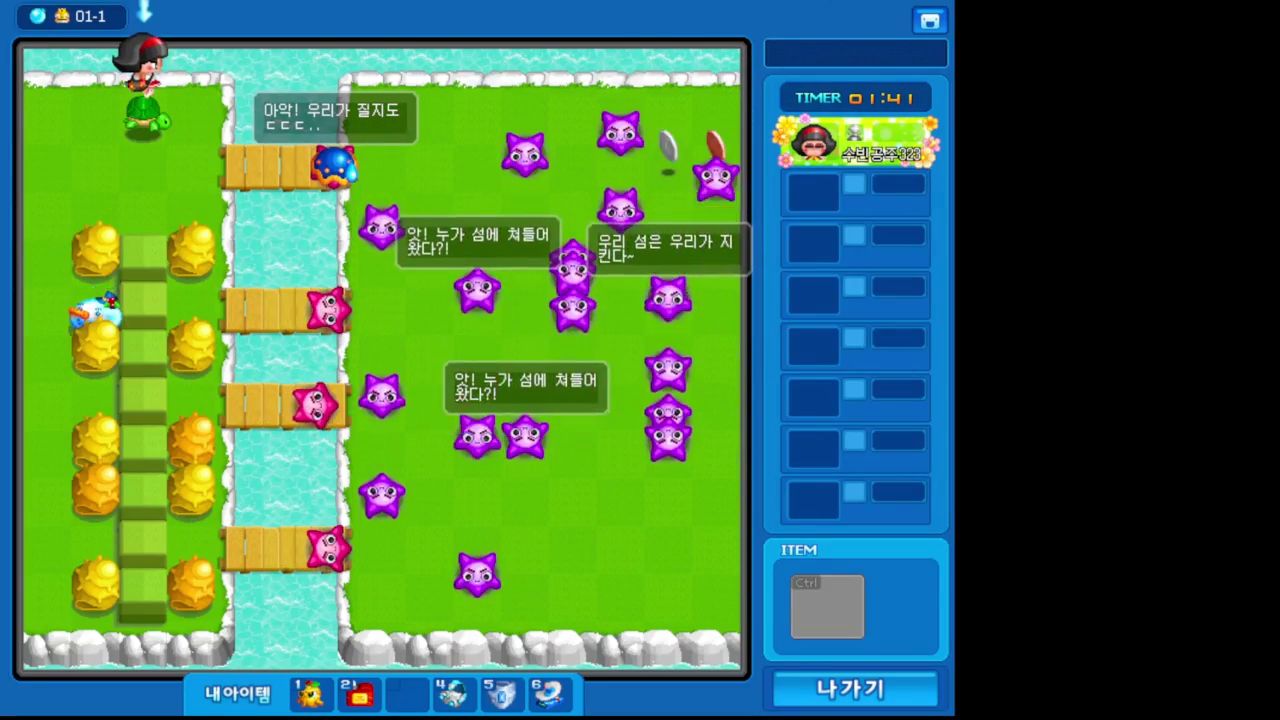 01-1
아악! 우리가 질지도
ㄷㄷㄷ..
앗! 누가 섬에 쳐들어
왔다?!
우리 섬은 우리가 지
킨다~
앗! 누가 섬에 쳐들어
왔다?!
TIMER 01:41
수빈공주323
ITEM
Ctrl
내아이템
1
2
4
5
6
나가기